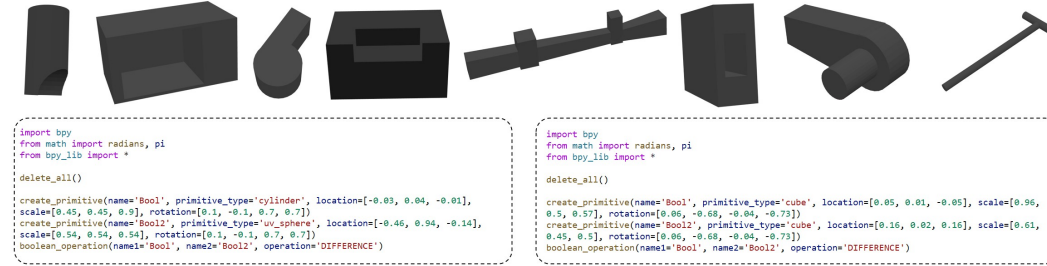 import bpy
from math import radians, pi
from bpy_lib import *
delete_all()
create_primitive(name='Bool', primitive_type='cylinder', location=[-0.03, 0.04, -0.01],
scale=[0.45, 0.45, 0.9], rotation=[0.1, -0.1, 0.7, 0.7])
create_primitive(name='Bool2', primitive_type='uv_sphere', location=[-0.46, 0.94, -0.14],
scale=[0.54, 0.54, 0.54], rotation=[0.1, -0.1, 0.7, 0.7])
boolean_operation(name1='Bool', name2='Bool2', operation='DIFFERENCE')
import bpy
from math import radians, pi
from bpy_lib import *
delete_all()
create_primitive(name='Bool', primitive_type='cube', location=[0.05, 0.01, -0.05], scale=[0.96,
0.5, 0.57], rotation=[0.06, -0.68, -0.04, -0.73])
create_primitive(name='Bool2', primitive_type='cube', location=[0.16, 0.02, 0.16], scale=[0.61,
0.45, 0.5], rotation=[0.06, -0.68, -0.04, -0.73])
boolean_operation(name1='Bool', name2='Bool2', operation='DIFFERENCE')